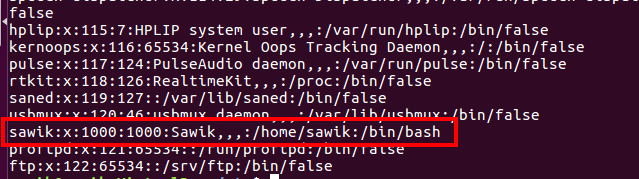 false
hplip:x:115:7:HPLIP system user,,,:/var/run/hplip:/bin/false
kernoops:x:116:65534:Kernel Oops Tracking Daemon,,,:/:/bin/false
pulse:x:117:124:PulseAudio daemon,,,:/var/run/pulse:/bin/false
rtkit:x:118:126:RealtimeKit,,,:/proc:/bin/false
saned:x:119:127::/var/lib/saned:/bin/false
usbmux:x:120:46:usbmux daemon,,,:/var/lib/usbmux:/bin/false
sawik:x:1000:1000:Sawik,,,:/home/sawik:/bin/bash
proftpd:x:121:65534::/run/proftpd:/bin/false
ftp:x:122:65534::/srv/ftp:/bin/false